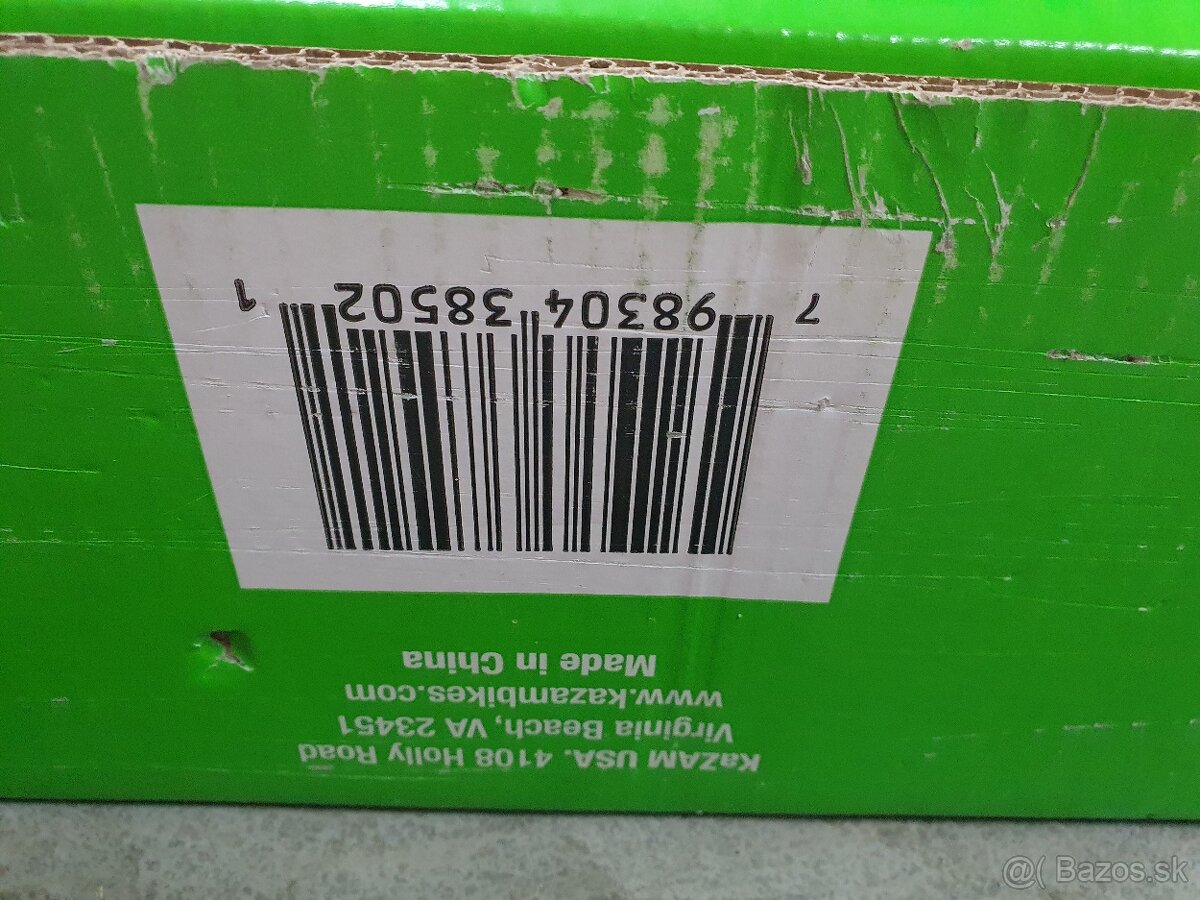 KaZAM USA. 4108 Holly Road
Virginia Beach, VA 23451
www.kazambikes.com
Made in China
7 98304 38502 1
@( Bazos.sk